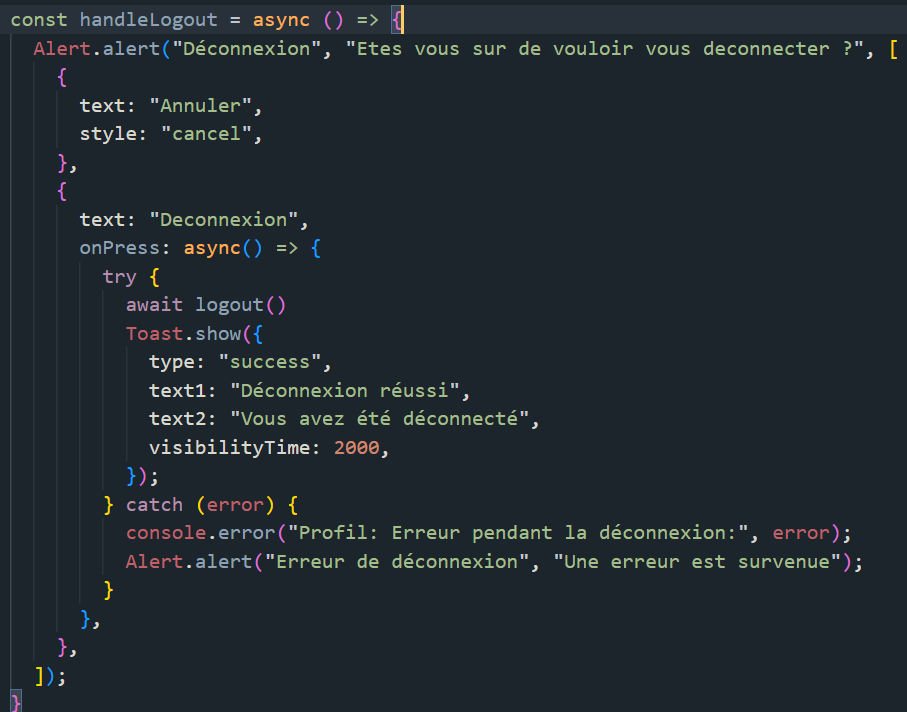 const handleLogout = async () => {
  Alert.alert("Déconnexion", "Etes vous sur de vouloir vous deconnecter ?", [
    {
      text: "Annuler",
      style: "cancel",
    },
    {
      text: "Deconnexion",
      onPress: async() => {
        try {
          await logout()
          Toast.show({
            type: "success",
            text1: "Déconnexion réussi",
            text2: "Vous avez été déconnecté",
            visibilityTime: 2000,
          });
        } catch (error) {
          console.error("Profil: Erreur pendant la déconnexion:", error);
          Alert.alert("Erreur de déconnexion", "Une erreur est survenue");
        }
      },
    },
  ]);
}